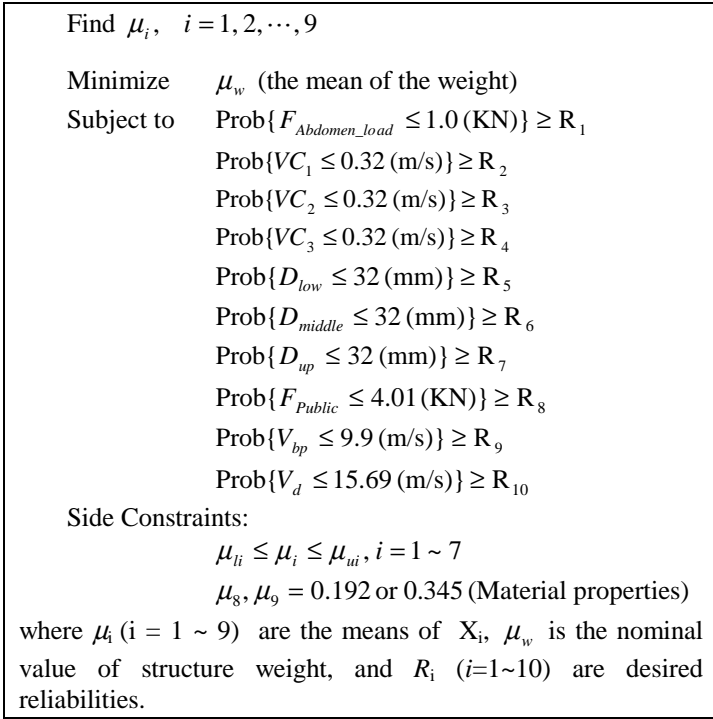 Find μ_i, i = 1, 2, ⋯, 9
Minimize μ_w (the mean of the weight)
Subject to Prob{F_Abdomen_load ≤ 1.0 (KN)} ≥ R_1
Prob{VC_1 ≤ 0.32 (m/s)} ≥ R_2
Prob{VC_2 ≤ 0.32 (m/s)} ≥ R_3
Prob{VC_3 ≤ 0.32 (m/s)} ≥ R_4
Prob{D_low ≤ 32 (mm)} ≥ R_5
Prob{D_middle ≤ 32 (mm)} ≥ R_6
Prob{D_up ≤ 32 (mm)} ≥ R_7
Prob{F_Public ≤ 4.01 (KN)} ≥ R_8
Prob{V_bp ≤ 9.9 (m/s)} ≥ R_9
Prob{V_d ≤ 15.69 (m/s)} ≥ R_10
Side Constraints:
μ_li ≤ μ_i ≤ μ_ui, i = 1 ~ 7
μ_8, μ_9 = 0.192 or 0.345 (Material properties)
where μ_i (i = 1 ~ 9) are the means of X_i, μ_w is the nominal
value of structure weight, and R_i (i=1~10) are desired
reliabilities.